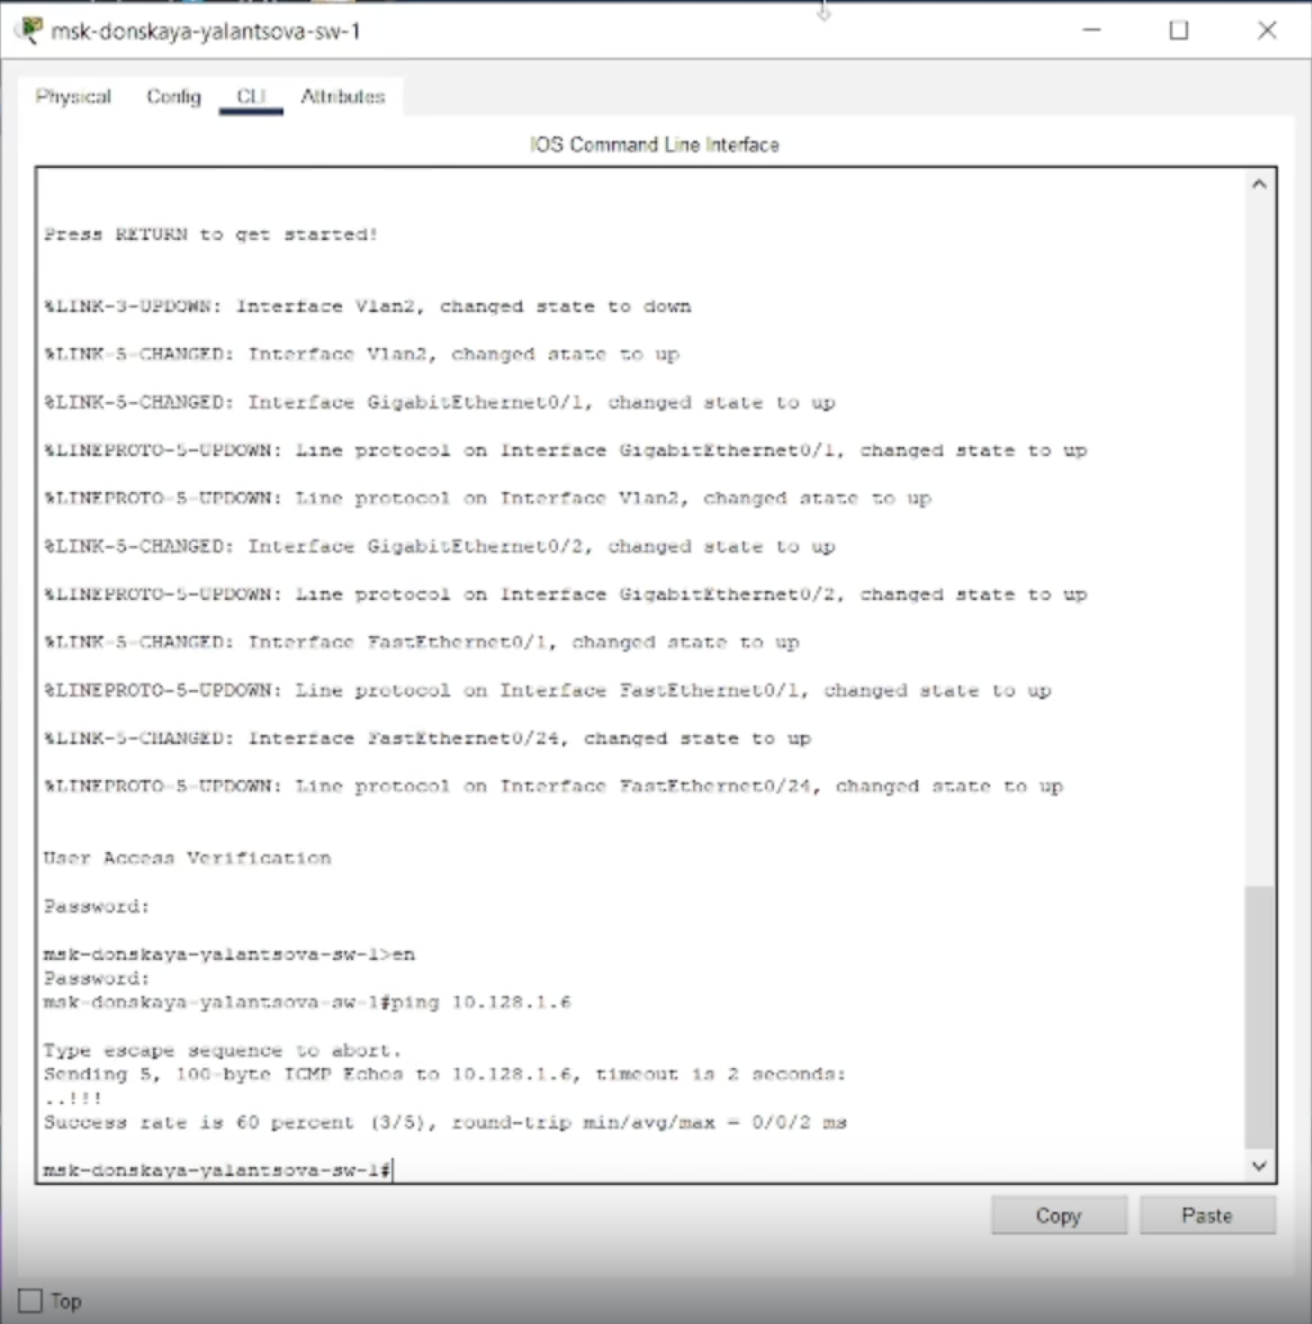 msk-donskaya-yalantsova-sw-1
Physical Config CLI Attributes
IOS Command Line Interface
Press RETURN to get started!
%LINK-3-UPDOWN: Interface Vlan2, changed state to down
%LINK-5-CHANGED: Interface Vlan2, changed state to up
%LINK-5-CHANGED: Interface GigabitEthernet0/1, changed state to up
%LINEPROTO-5-UPDOWN: Line protocol on Interface GigabitEthernet0/1, changed state to up
%LINEPROTO-5-UPDOWN: Line protocol on Interface Vlan2, changed state to up
%LINK-5-CHANGED: Interface GigabitEthernet0/2, changed state to up
%LINEPROTO-5-UPDOWN: Line protocol on Interface GigabitEthernet0/2, changed state to up
%LINK-5-CHANGED: Interface FastEthernet0/1, changed state to up
%LINEPROTO-5-UPDOWN: Line protocol on Interface FastEthernet0/1, changed state to up
%LINK-5-CHANGED: Interface FastEthernet0/24, changed state to up
%LINEPROTO-5-UPDOWN: Line protocol on Interface FastEthernet0/24, changed state to up
User Access Verification
Password:
msk-donskaya-yalantsova-sw-1>en
Password:
msk-donskaya-yalantsova-sw-1#ping 10.128.1.6
Type escape sequence to abort.
Sending 5, 100-byte ICMP Echos to 10.128.1.6, timeout is 2 seconds:
..!!!
Success rate is 60 percent (3/5), round-trip min/avg/max = 0/0/2 ms
msk-donskaya-yalantsova-sw-1#
Copy Paste
Top